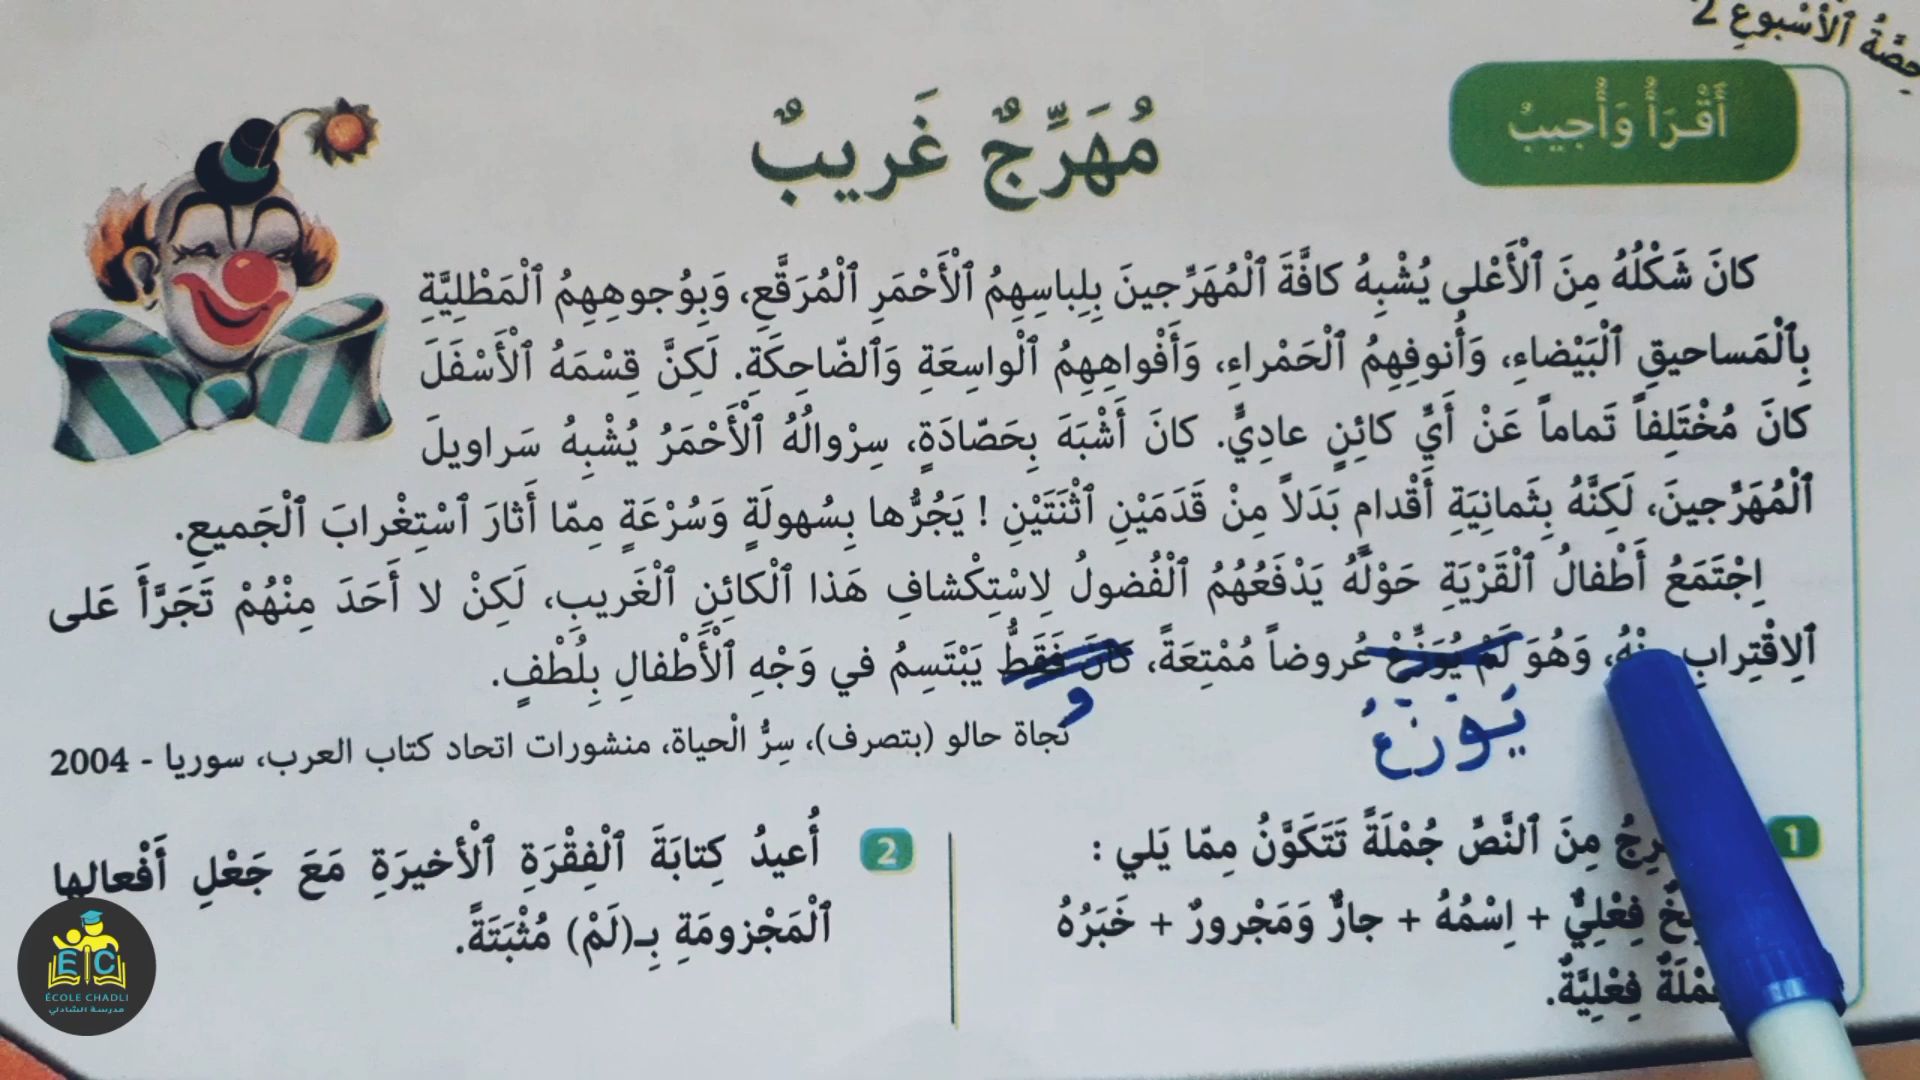 حِصَّةُ ٱلْأُسْبوعِ 2
أَقْرَأُ وَأُجيبُ
مُهَرِّجٌ غَريبٌ
كانَ شَكْلُهُ مِنَ ٱلْأَعْلى يُشْبِهُ كافَّةَ ٱلْمُهَرِّجينَ بِلِباسِهِمُ ٱلْأَحْمَرِ ٱلْمُرَقَّعِ، وَبِوُجوهِهِمُ ٱلْمَطْلِيَّةِ
بِٱلْمَساحيقِ ٱلْبَيْضاءِ، وَأُنوفِهِمُ ٱلْحَمْراءِ، وَأَفْواهِهِمُ ٱلْواسِعَةِ وَٱلضّاحِكَةِ. لَكِنَّ قِسْمَهُ ٱلْأَسْفَلَ
كانَ مُخْتَلِفاً تَماماً عَنْ أَيِّ كائِنٍ عادِيٍّ. كانَ أَشْبَهَ بِحَصّادَةٍ، سِرْوالُهُ ٱلْأَحْمَرُ يُشْبِهُ سَراويلَ
ٱلْمُهَرِّجينَ، لَكِنَّهُ بِثَمانِيَةِ أَقْدامٍ بَدَلاً مِنْ قَدَمَيْنِ ٱثْنَتَيْنِ ! يَجُرُّها بِسُهولَةٍ وَسُرْعَةٍ مِمّا أَثارَ ٱسْتِغْرابَ ٱلْجَميعِ.
اِجْتَمَعُ أَطْفالُ ٱلْقَرْيَةِ حَوْلَهُ يَدْفَعُهُمُ ٱلْفُضولُ لِاسْتِكْشافِ هَذا ٱلْكائِنِ ٱلْغَريبِ، لَكِنْ لا أَحَدَ مِنْهُمْ تَجَرَّأَ عَلى
ٱلِاقْتِرابِ نْهُ، وَهُوَ لَمْ يُوَزِّعْ عُروضاً مُمْتِعَةً، كانَ فَقَطُّ يَبْتَسِمُ في وَجْهِ ٱلْأَطْفالِ بِلُطْفٍ.
يوزعُ
و
نَجاة حالو (بتصرف)، سِرُّ الْحياة، منشورات اتحاد كتاب العرب، سوريا - 2004
1
رِجُ مِنَ ٱلنَّصِّ جُمْلَةً تَتَكَوَّنُ مِمّا يَلي :
خٌ فِعْلِيٌّ + اِسْمُهُ + جارٌّ وَمَجْرورٌ + خَبَرُهُ
مْلَةٌ فِعْلِيَّةٌ.
2 أُعيدُ كِتابَةَ ٱلْفِقْرَةِ ٱلْأخيرَةِ مَعَ جَعْلِ أَفْعالِها
ٱلْمَجْزومَةِ بِـ(لَمْ) مُثْبَتَةً.
E C
ÉCOLE CHADLI
مدرسة الشاذلي